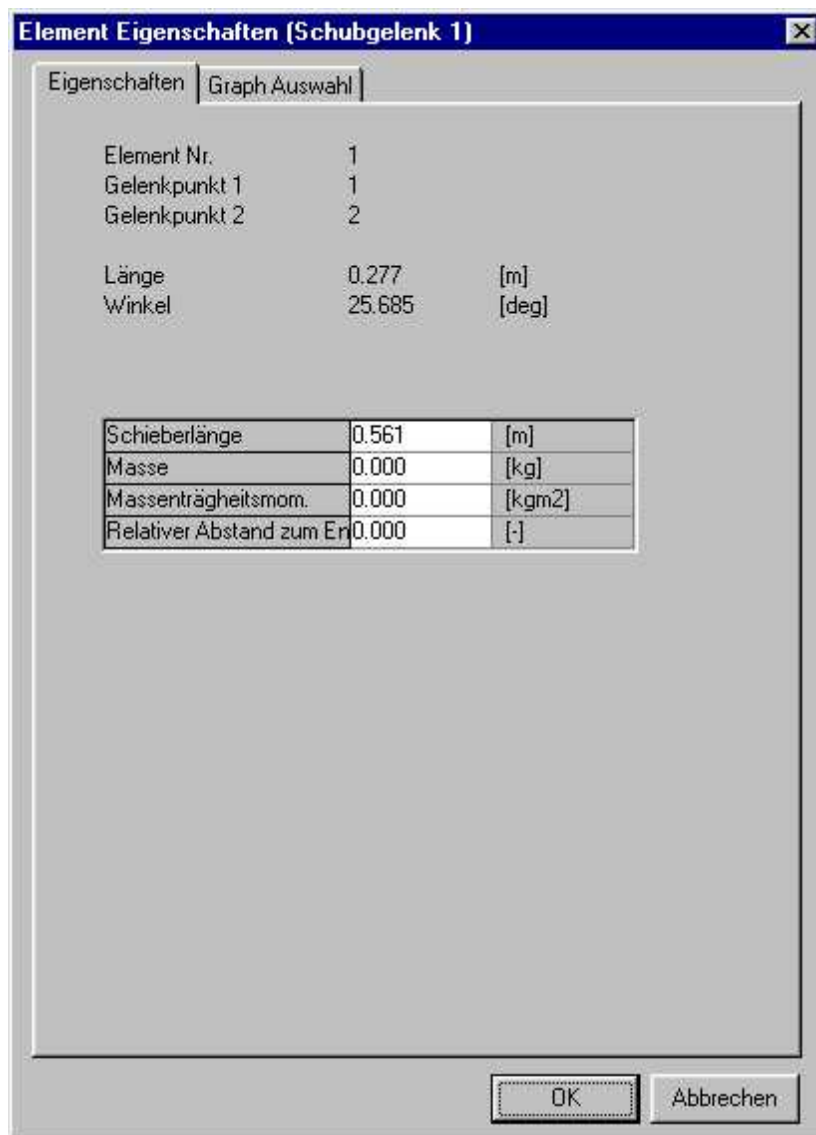 Element Eigenschaften (Schubgelenk 1)
Eigenschaften Graph Auswahl
Element Nr. 1
Gelenkpunkt 1 1
Gelenkpunkt 2 2
Länge 0.277 [m]
Winkel 25.685 [deg]
Schieberlänge 0.561 [m]
Masse 0.000 [kg]
Massenträgheitsmom. 0.000 [kgm2]
Relativer Abstand zum En 0.000 [-]
OK Abbrechen